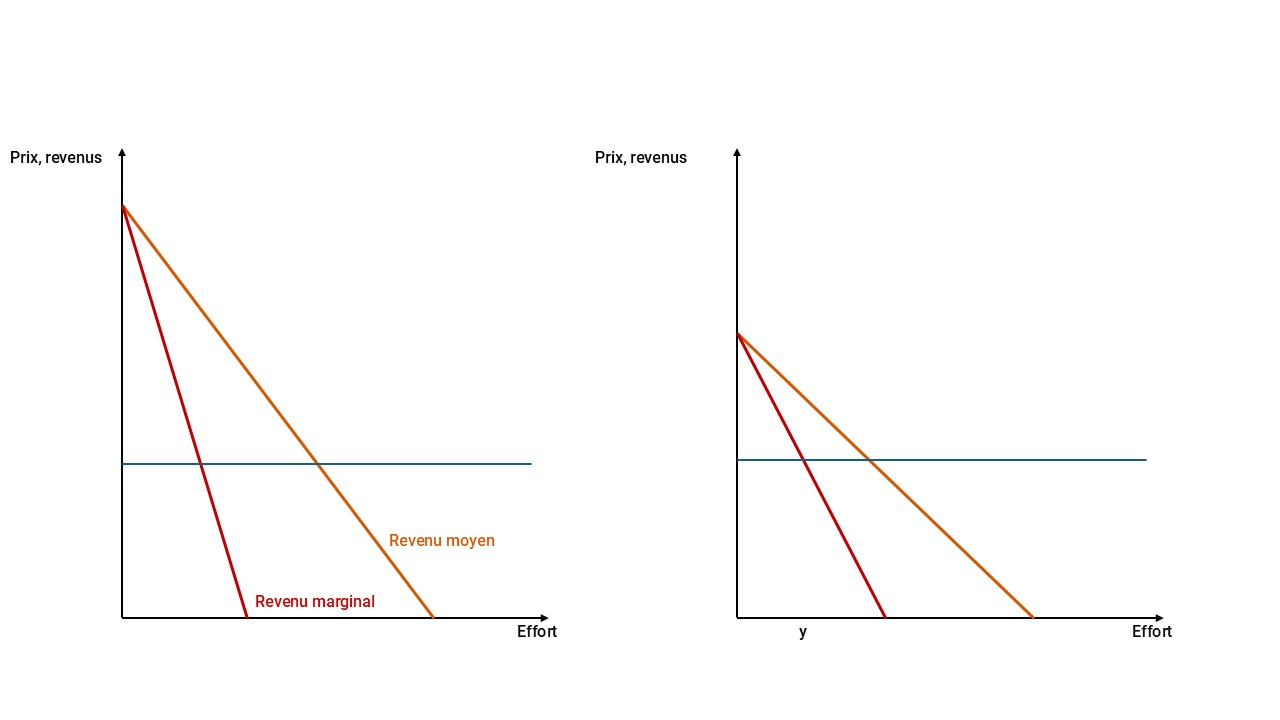 Prix, revenus
Revenu moyen
Revenu marginal
Effort
Prix, revenus
y
Effort